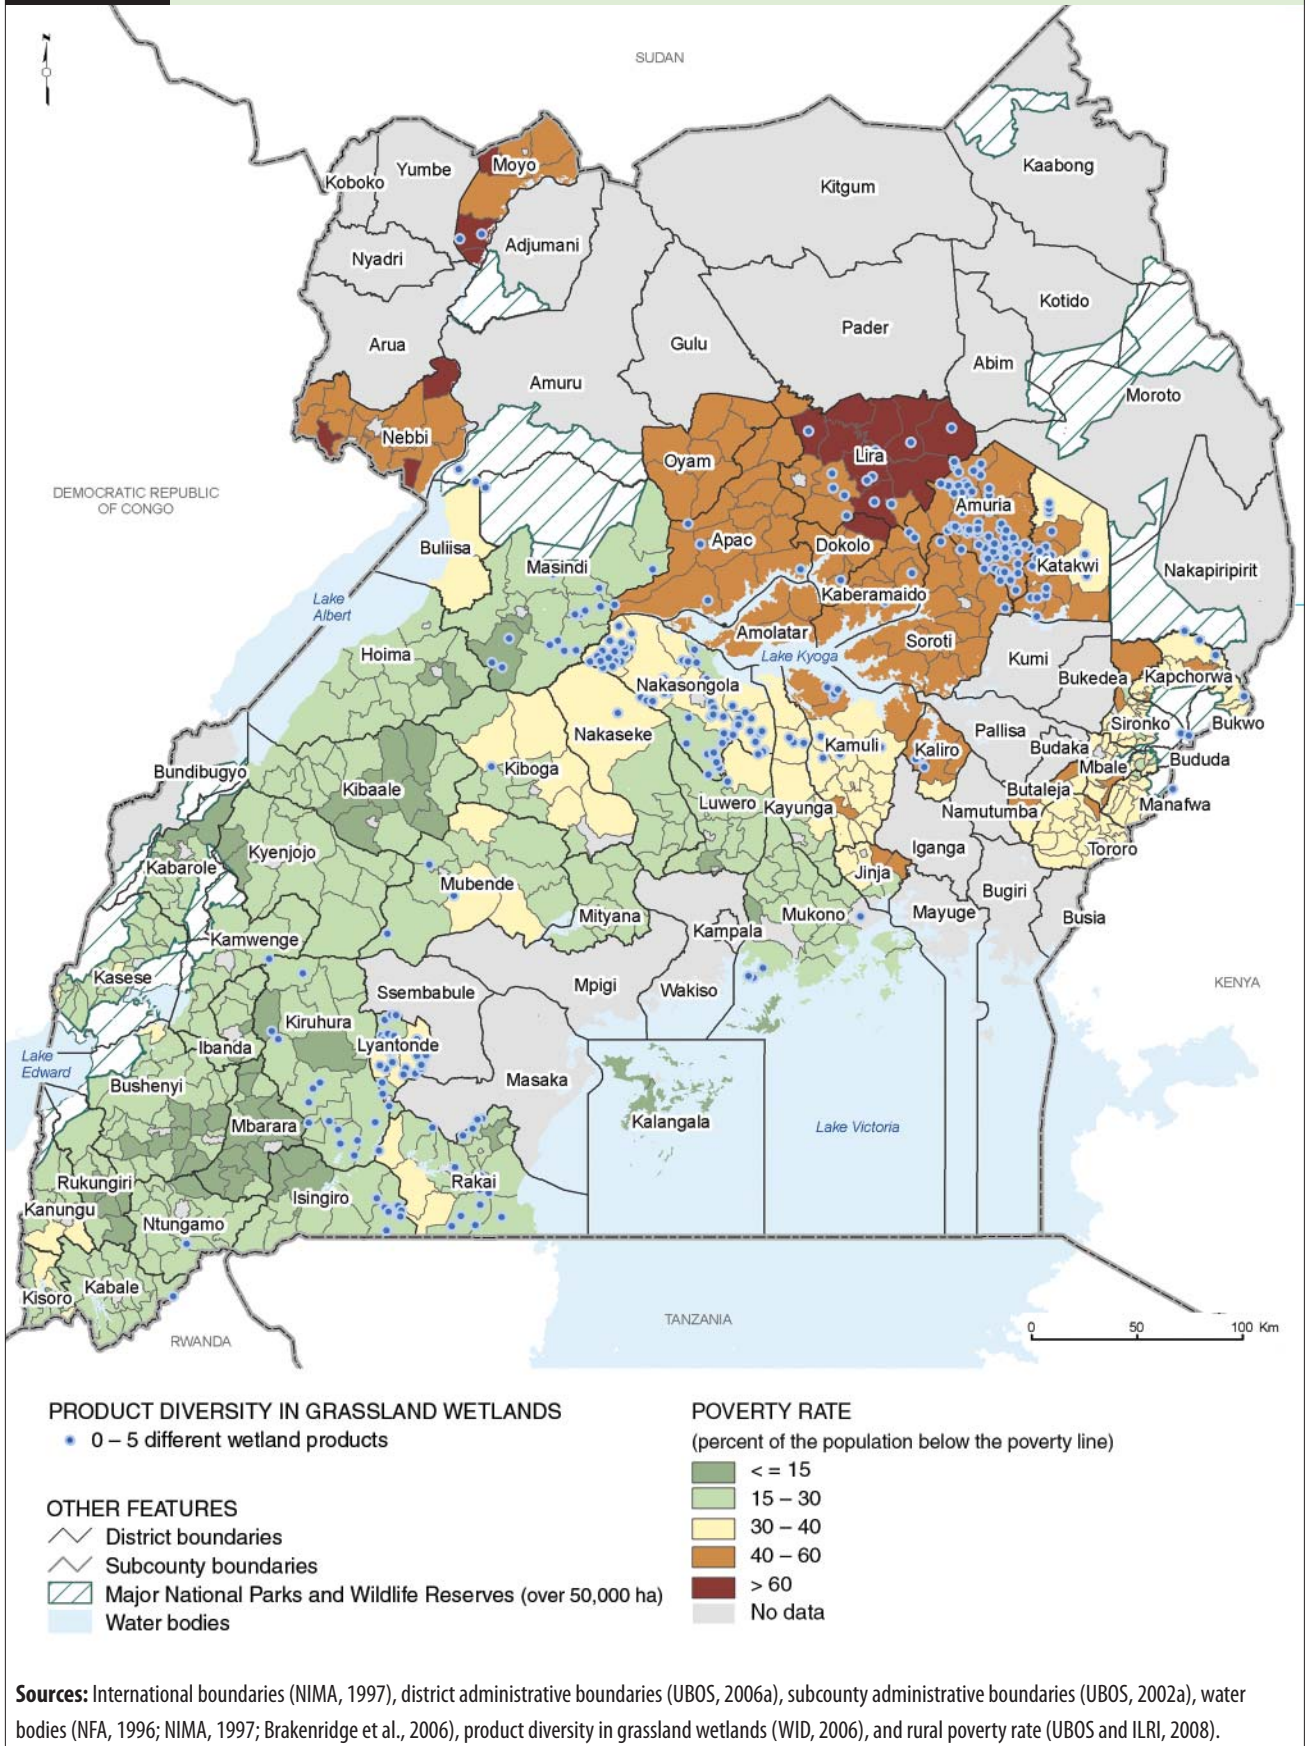 N
SUDAN
Kaabong
Moyo
Yumbe
Koboko
Kitgum
Adjumani
Nyadri
Kotido
Pader
Arua
Gulu
Abim
Amuru
Moroto
Nebbi
Lira
Oyam
DEMOCRATIC REPUBLIC
OF CONGO
Amuria
Apac
Dokolo
Buliisa
Masindi
Katakwi
Nakapiripirit
Kaberamaido
Lake
Albert
Amolatar
Soroti
Hoima
Lake Kyoga
Kumi
Bukedea
Kapchorwa
Nakasongola
Sironko
Bukwo
Pallisa
Nakaseke
Kamuli
Kaliro
Budaka
Bududa
Mbale
Kiboga
Bundibugyo
Kibaale
Butaleja
Luwero
Kayunga
Manafwa
Namutumba
Kyenjojo
Iganga
Tororo
Kabarole
Jinja
Mubende
Bugiri
Mityana
Mukono
Mayuge
Busia
Kampala
Kamwenge
Kasese
Mpigi
Wakiso
KENYA
Ssembabule
Kiruhura
Ibanda
Lyantonde
Lake
Edward
Bushenyi
Masaka
Mbarara
Kalangala
Lake Victoria
Rukungiri
Rakai
Isingiro
Kanungu
Ntungamo
Kabale
Kisoro
TANZANIA
RWANDA
0 50 100 Km
PRODUCT DIVERSITY IN GRASSLAND WETLANDS
0 – 5 different wetland products
OTHER FEATURES
District boundaries
Subcounty boundaries
Major National Parks and Wildlife Reserves (over 50,000 ha)
Water bodies
POVERTY RATE
(percent of the population below the poverty line)
< = 15
15 – 30
30 – 40
40 – 60
> 60
No data
Sources: International boundaries (NIMA, 1997), district administrative boundaries (UBOS, 2006a), subcounty administrative boundaries (UBOS, 2002a), water
bodies (NFA, 1996; NIMA, 1997; Brakenridge et al., 2006), product diversity in grassland wetlands (WID, 2006), and rural poverty rate (UBOS and ILRI, 2008).